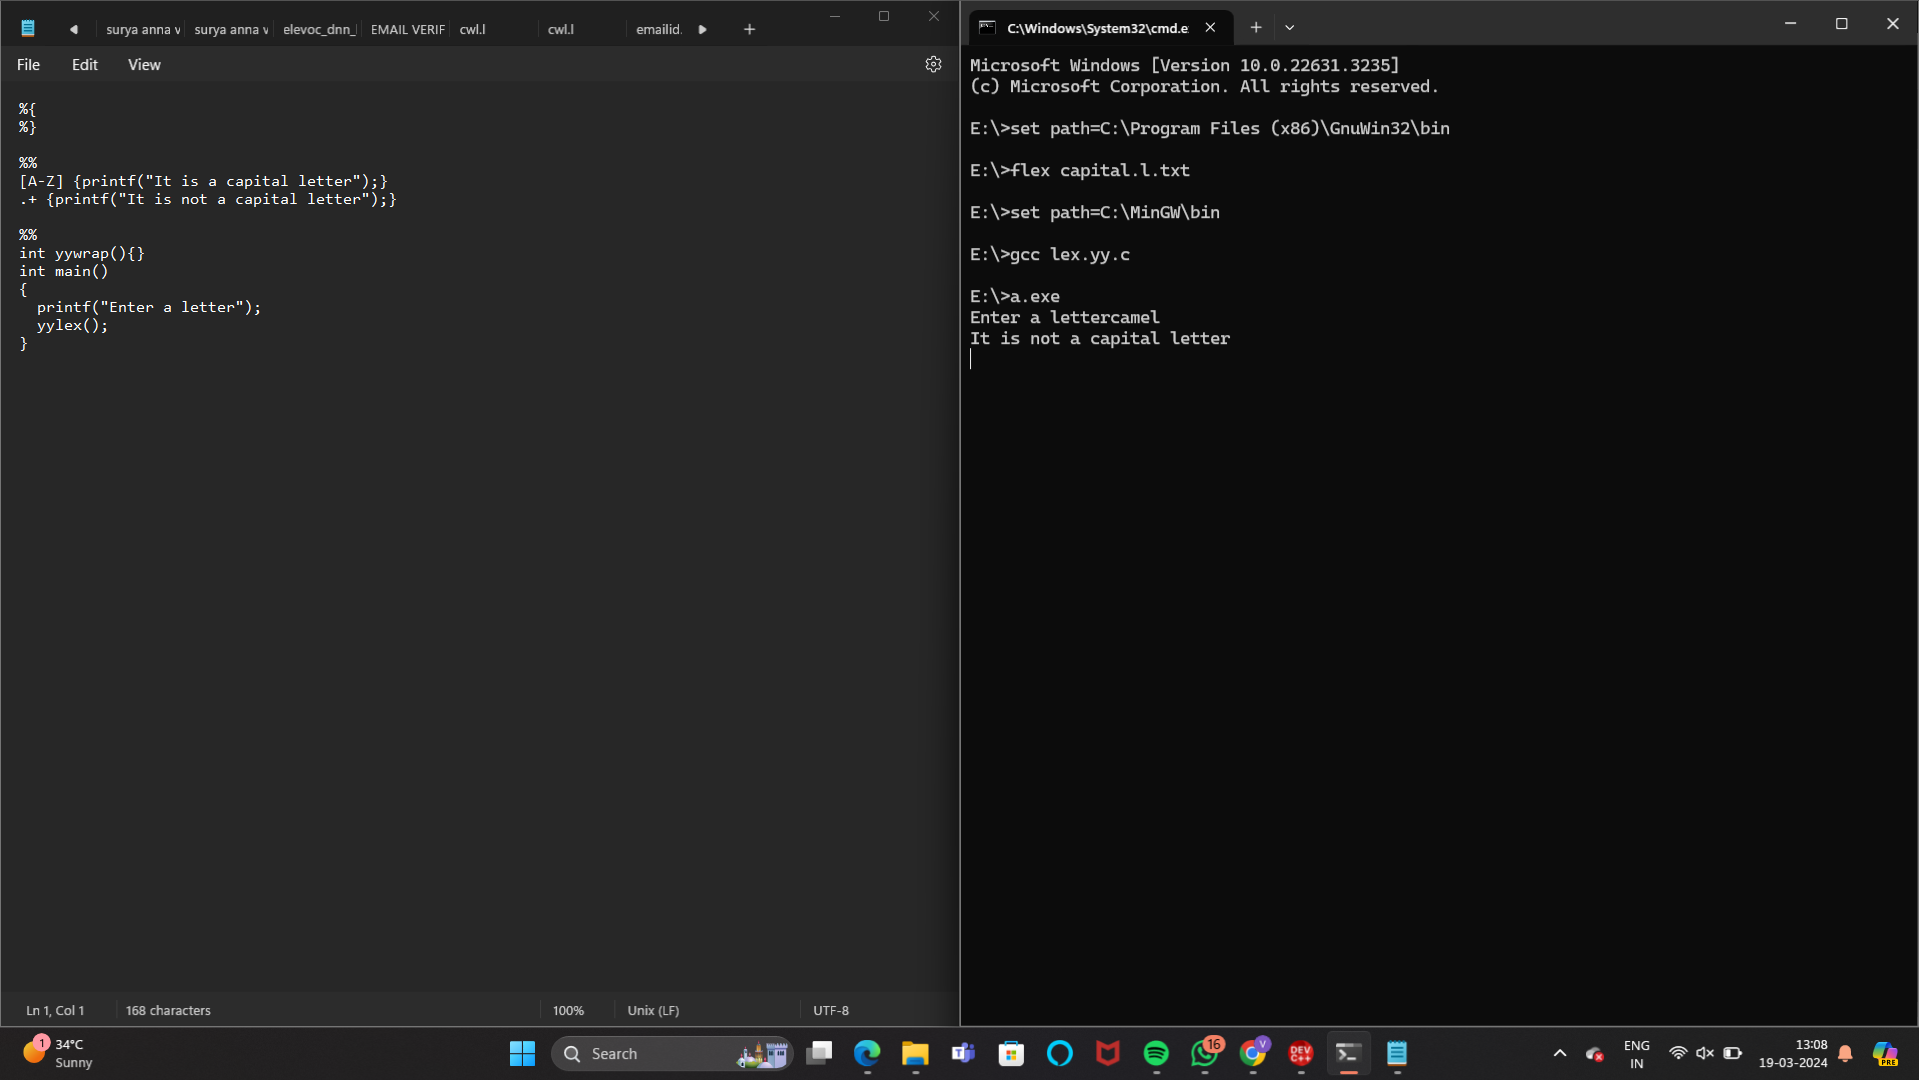 surya anna v
surya anna v
elevoc_dnn_
EMAIL VERIF
cwl.l
cwl.l
emailid.
File
Edit
View
%{
%}
%%
[A-Z] {printf("It is a capital letter");}
.+ {printf("It is not a capital letter");}
%%
int yywrap(){}
int main()
{
printf("Enter a letter");
yylex();
}
Ln 1, Col 1
168 characters
100%
Unix (LF)
UTF-8
C:\Windows\System32\cmd.e
Microsoft Windows [Version 10.0.22631.3235]
(c) Microsoft Corporation. All rights reserved.
E:\>set path=C:\Program Files (x86)\GnuWin32\bin
E:\>flex capital.l.txt
E:\>set path=C:\MinGW\bin
E:\>gcc lex.yy.c
E:\>a.exe
Enter a lettercamel
It is not a capital letter
1
34°C
Sunny
Search
16
V
DEV
C++
ENG
IN
13:08
19-03-2024
PRE